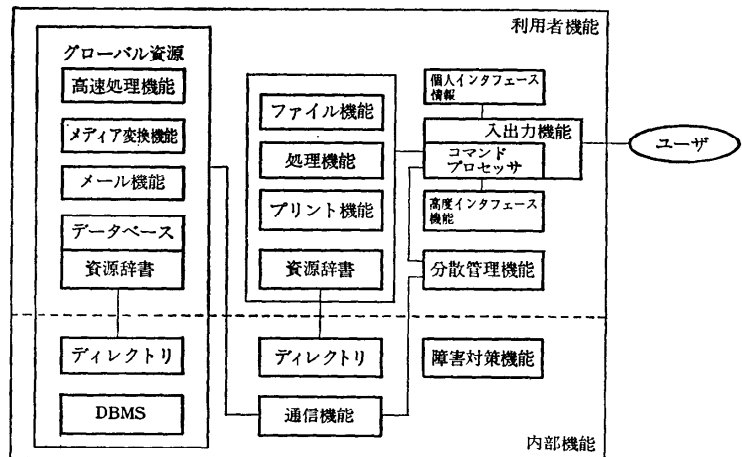 利用者機能
グローバル資源
高速処理機能
メディア変換機能
メール機能
データベース
資源辞書
ディレクトリ
DBMS
ファイル機能
処理機能
プリント機能
資源辞書
ディレクトリ
通信機能
個人インタフェース
情報
入出力機能
コマンド
プロセッサ
高度インタフェース
機能
分散管理機能
障害対策機能
ユーザ
内部機能